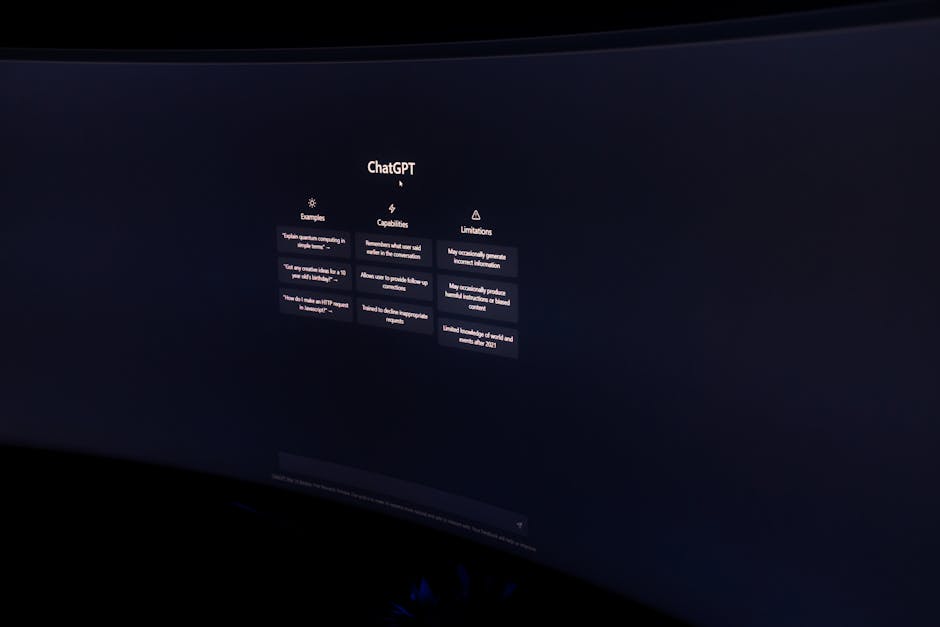 ChatGPT
Examples
"Explain quantum computing in
simple terms" →
"Got any creative ideas for a 10
year old's birthday?" →
"How do I make an HTTP request
in Javascript?" →
Capabilities
Remembers what user said
earlier in the conversation
Allows user to provide follow-up
corrections
Trained to decline inappropriate
requests
Limitations
May occasionally generate
incorrect information
May occasionally produce
harmful instructions or biased
content
Limited knowledge of world and
events after 2021